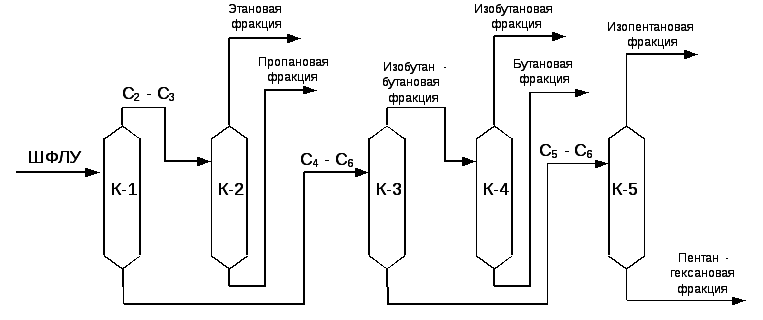 Этановая
фракция
Пропановая
фракция
Изобутановая
фракция
Бутановая
фракция
Изопентановая
фракция
Изобутан -
бутановая
фракция
C2 - C3
ШФЛУ
C4 - C6
C5 - C6
К-1
К-2
К-3
К-4
К-5
Пентан -
гексановая
фракция